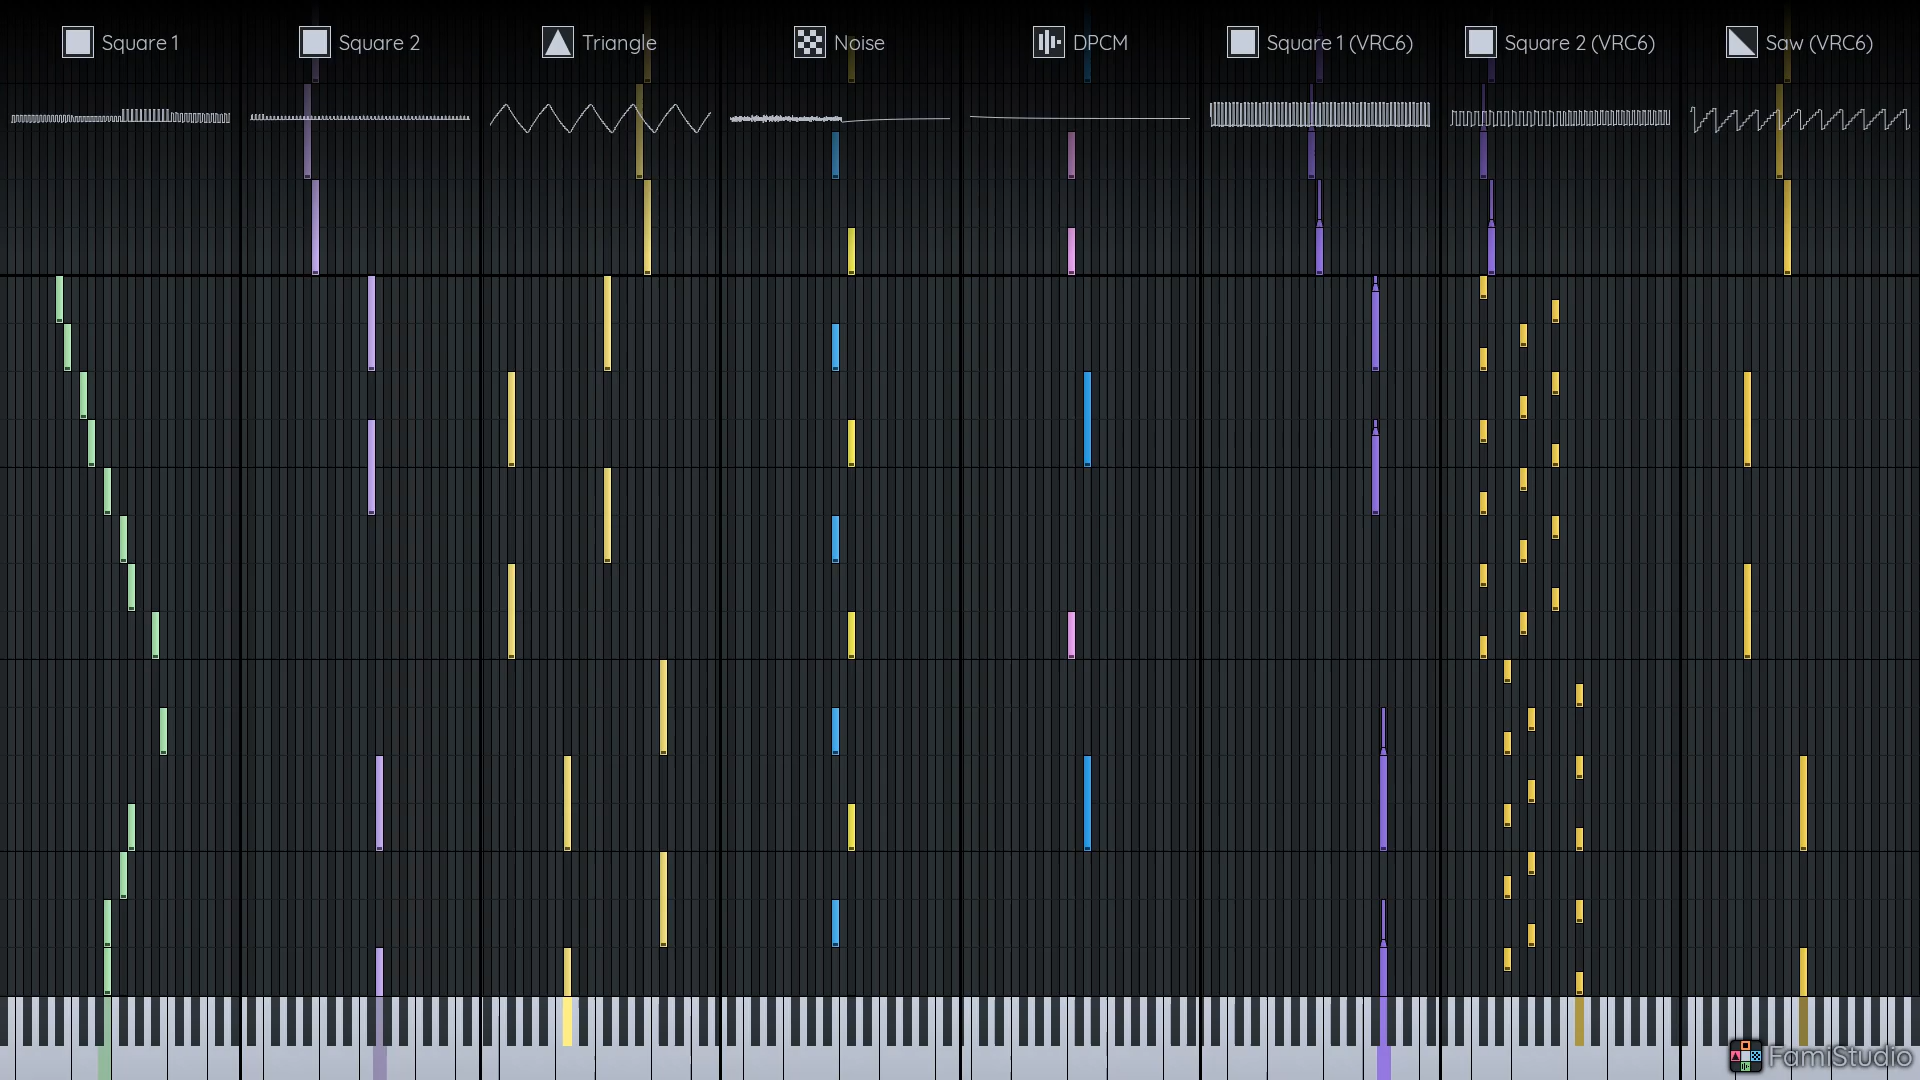 Square 1
Square 2
Triangle
Noise
DPCM
Square 1 (VRC6)
Square 2 (VRC6)
Saw (VRC6)
FamiStudio